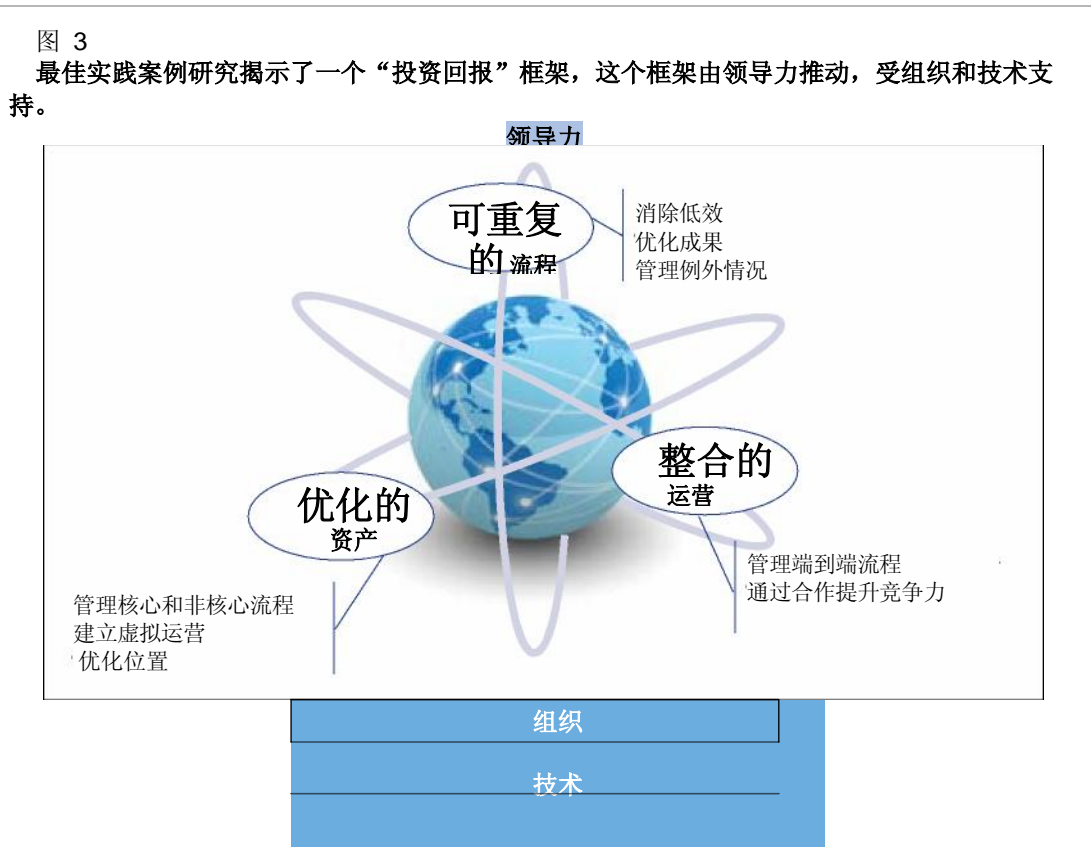 图 3
最佳实践案例研究揭示了一个“投资回报”框架，这个框架由领导力推动，受组织和技术支
持。
领导力
可重复
的 流程
消除低效
优化成果
管理例外情况
整合的
运营
优化的
资产
管理端到端流程
通过合作提升竞争力
管理核心和非核心流程
建立虚拟运营
优化位置
组织
技术